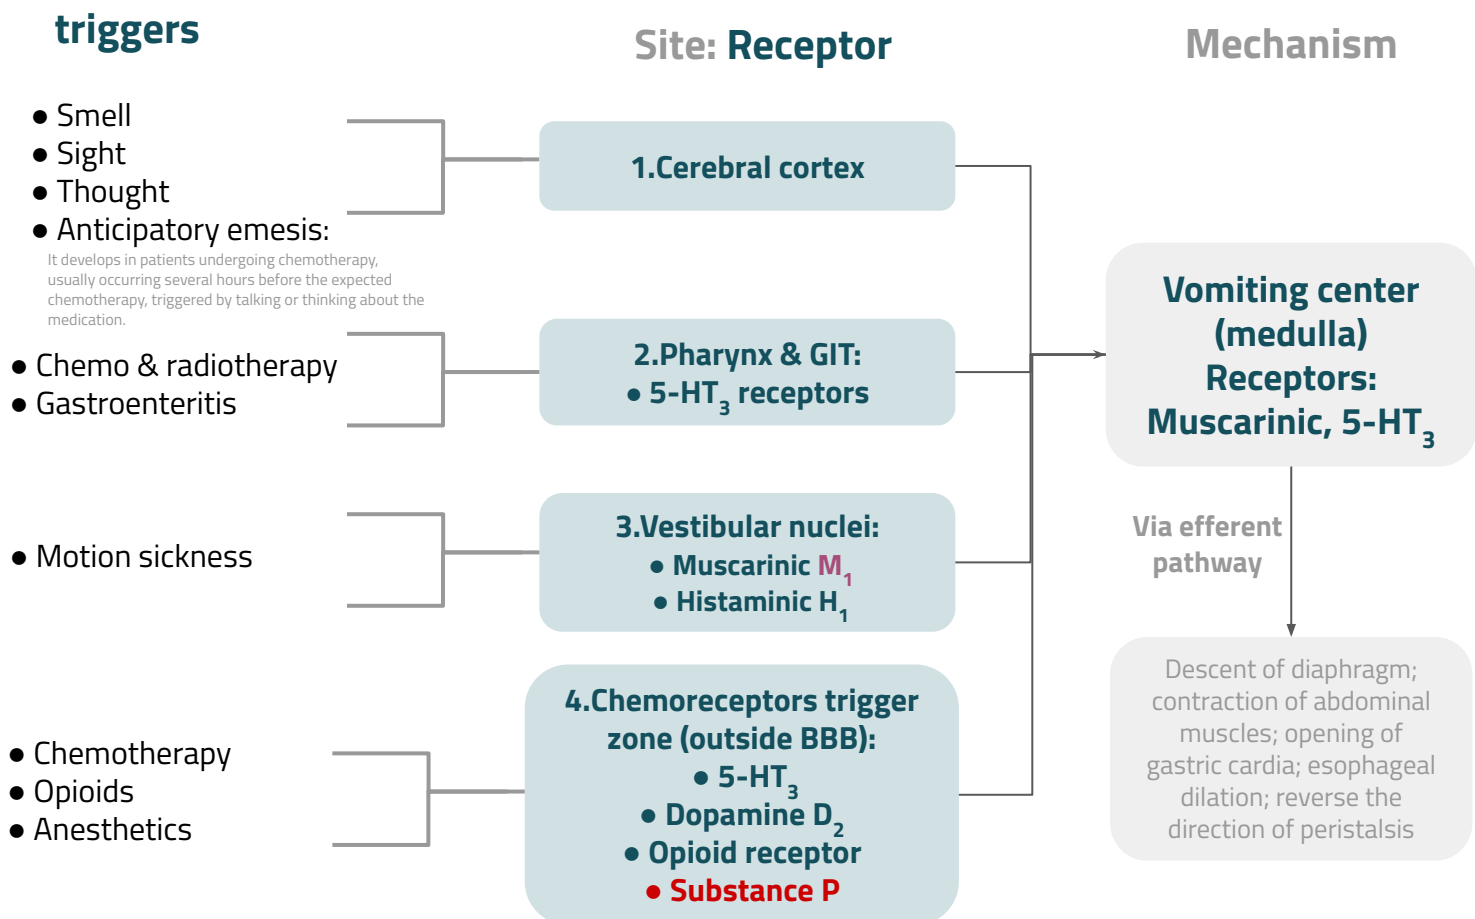 triggers
Site: Receptor
Mechanism
● Smell
● Sight
● Thought
● Anticipatory emesis:
It develops in patients undergoing chemotherapy,
usually occurring several hours before the expected
chemotherapy, triggered by talking or thinking about the
medication.
1.Cerebral cortex
● Chemo & radiotherapy
● Gastroenteritis
2.Pharynx & GIT:
● 5-HT₃ receptors
● Motion sickness
3.Vestibular nuclei:
● Muscarinic M₁
● Histaminic H₁
● Chemotherapy
● Opioids
● Anesthetics
4.Chemoreceptors trigger
zone (outside BBB):
● 5-HT₃
● Dopamine D₂
● Opioid receptor
● Substance P
Vomiting center
(medulla)
Receptors:
Muscarinic, 5-HT₃
Via efferent
pathway
Descent of diaphragm;
contraction of abdominal
muscles; opening of
gastric cardia; esophageal
dilation; reverse the
direction of peristalsis